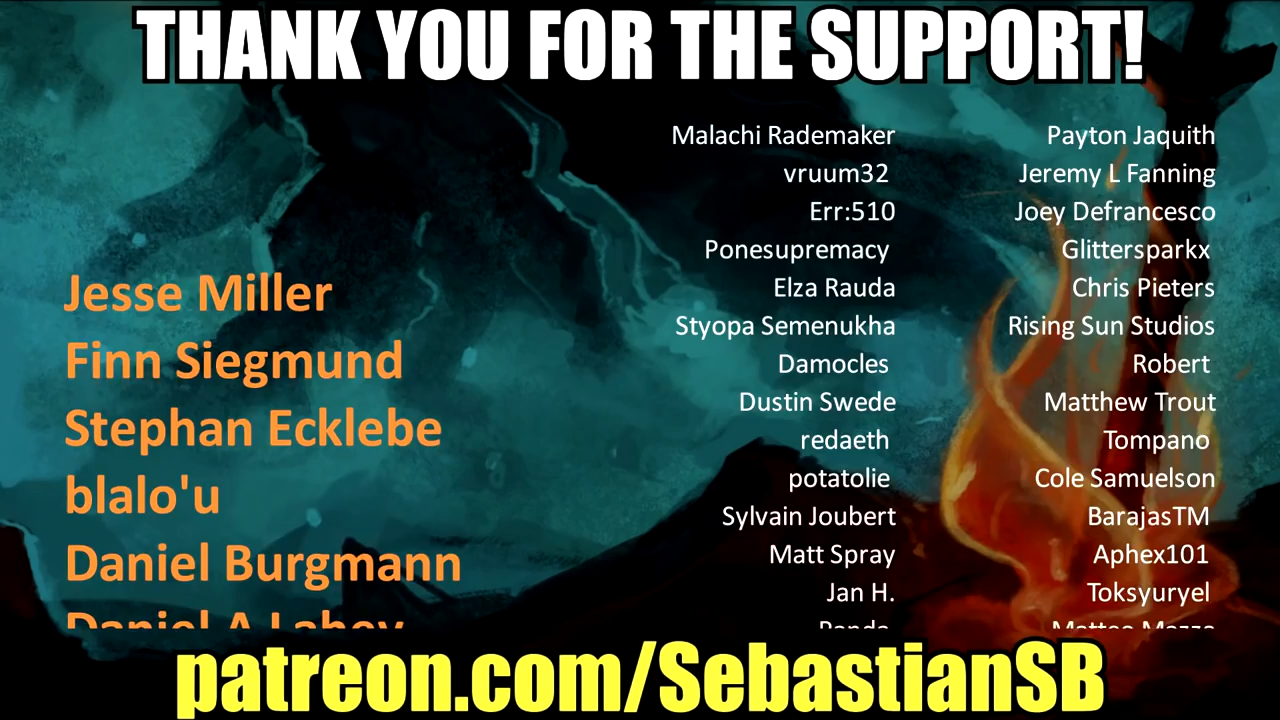 THANK YOU FOR THE SUPPORT!
Jesse Miller
Finn Siegmund
Stephan Ecklebe
blalo'u
Daniel Burgmann
Malachi Rademaker
vruum32
Err:510
Ponesupremacy
Elza Rauda
Styopa Semenukha
Damocles
Dustin Swede
redaeth
potatolie
Sylvain Joubert
Matt Spray
Jan H.
Payton Jaquith
Jeremy L Fanning
Joey Defrancesco
Glittersparkx
Chris Pieters
Rising Sun Studios
Robert
Matthew Trout
Tompano
Cole Samuelson
BarajasTM
Aphex101
Toksyuryel
patreon.com/SebastianSB